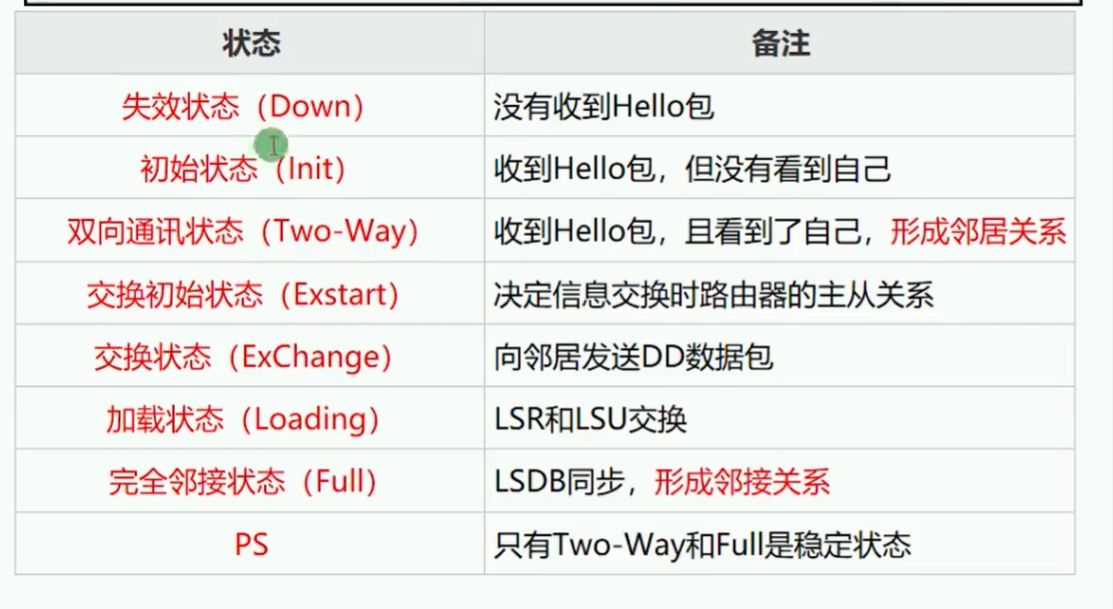 状态 备注
失效状态（Down） 没有收到Hello包
初始状态（Init） 收到Hello包，但没有看到自己
双向通讯状态（Two-Way） 收到Hello包，且看到了自己，形成邻居关系
交换初始状态（Exstart） 决定信息交换时路由器的主从关系
交换状态（ExChange） 向邻居发送DD数据包
加载状态（Loading） LSR和LSU交换
完全邻接状态（Full） LSDB同步，形成邻接关系
PS 只有Two-Way和Full是稳定状态